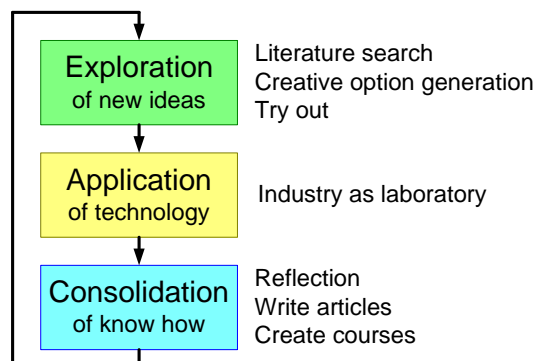 Exploration
of new ideas
Literature search
Creative option generation
Try out
Application
of technology
Industry as laboratory
Consolidation
of know how
Reflection
Write articles
Create courses